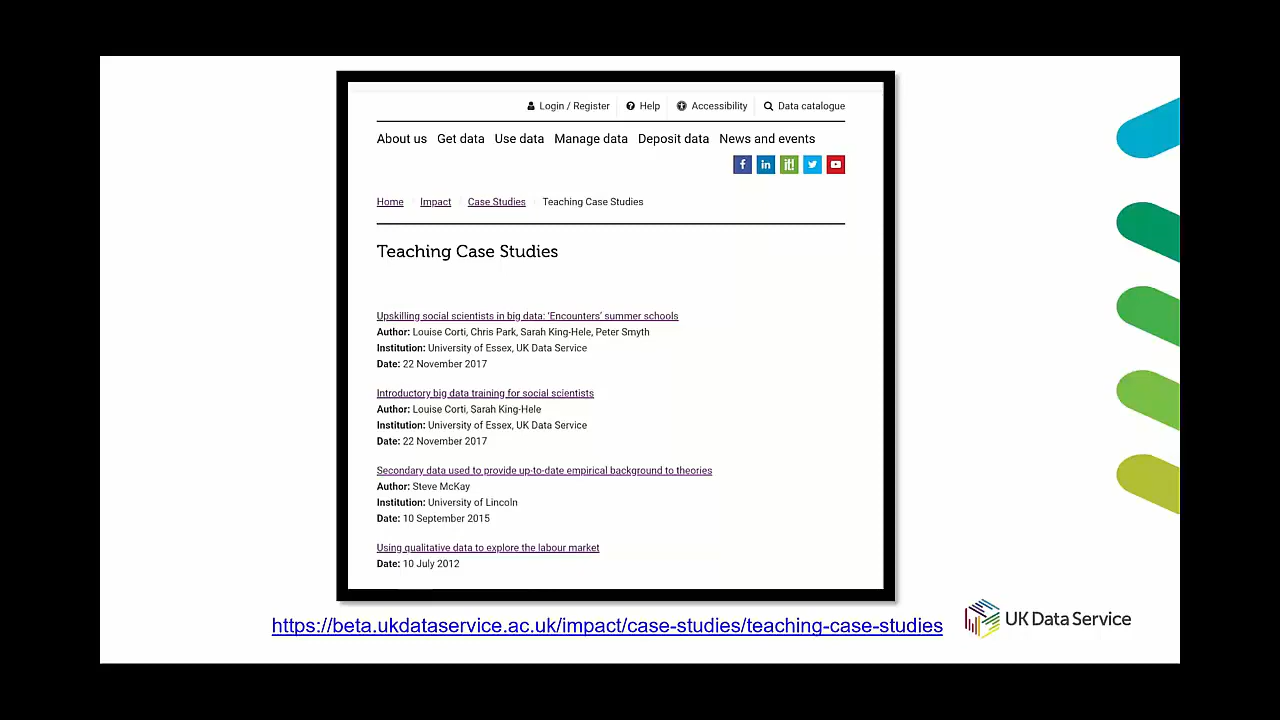 Login / Register Help Accessibility Data catalogue
About us Get data Use data Manage data Deposit data News and events
f in it!
Home Impact Case Studies Teaching Case Studies
Teaching Case Studies
Upskilling social scientists in big data: ‘Encounters’ summer schools
Author: Louise Corti, Chris Park, Sarah King-Hele, Peter Smyth
Institution: University of Essex, UK Data Service
Date: 22 November 2017
Introductory big data training for social scientists
Author: Louise Corti, Sarah King-Hele
Institution: University of Essex, UK Data Service
Date: 22 November 2017
Secondary data used to provide up-to-date empirical background to theories
Author: Steve McKay
Institution: University of Lincoln
Date: 10 September 2015
Using qualitative data to explore the labour market
Date: 10 July 2012
https://beta.ukdataservice.ac.uk/impact/case-studies/teaching-case-studies
UK Data Service